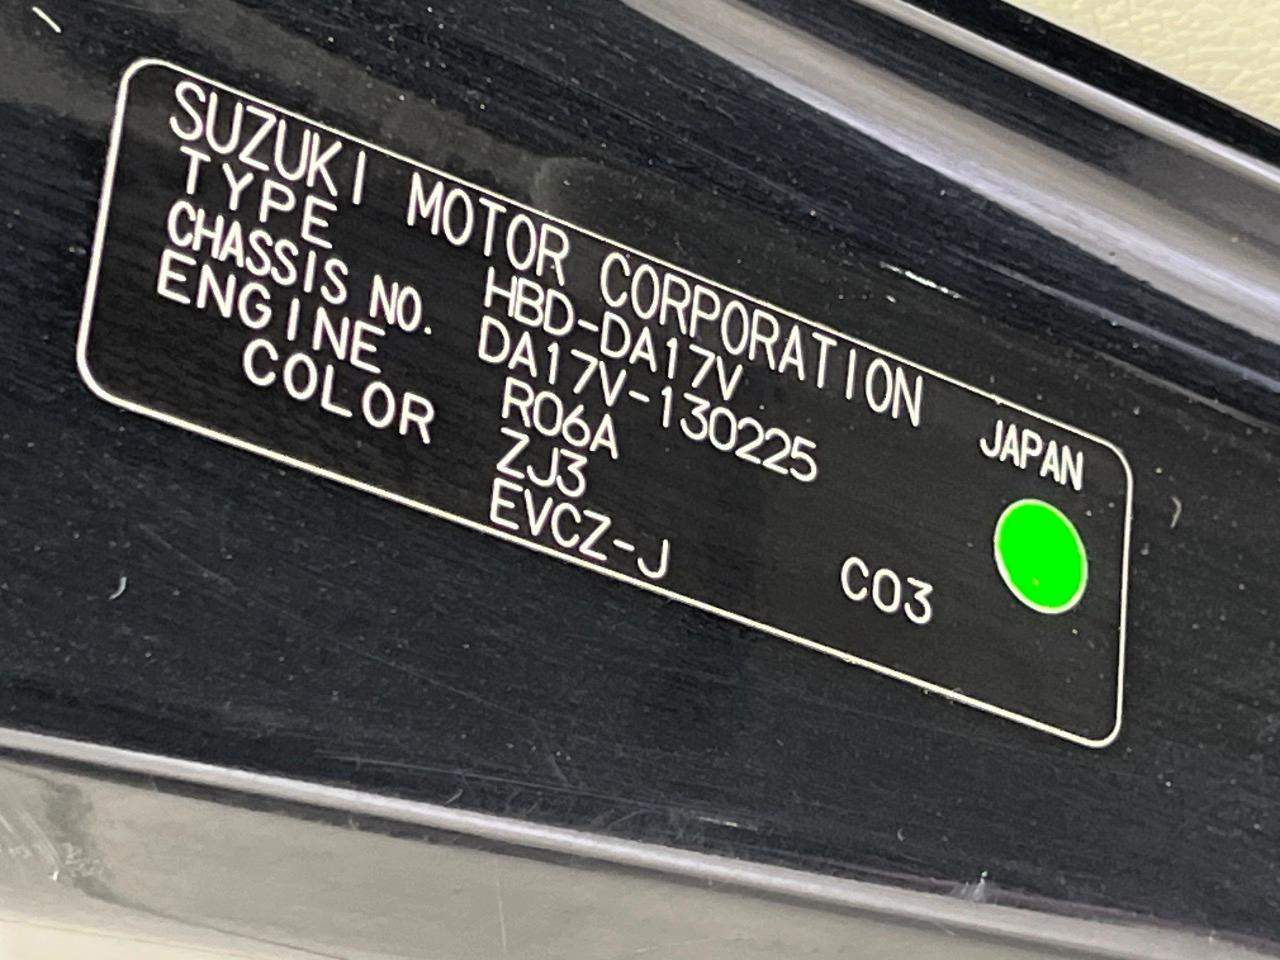 SUZUKI MOTOR CORPORATION JAPAN
TYPE HBD-DA17V
CHASSIS NO. DA17V-130225
ENGINE R06A
COLOR ZJ3
EVCZ-J C03